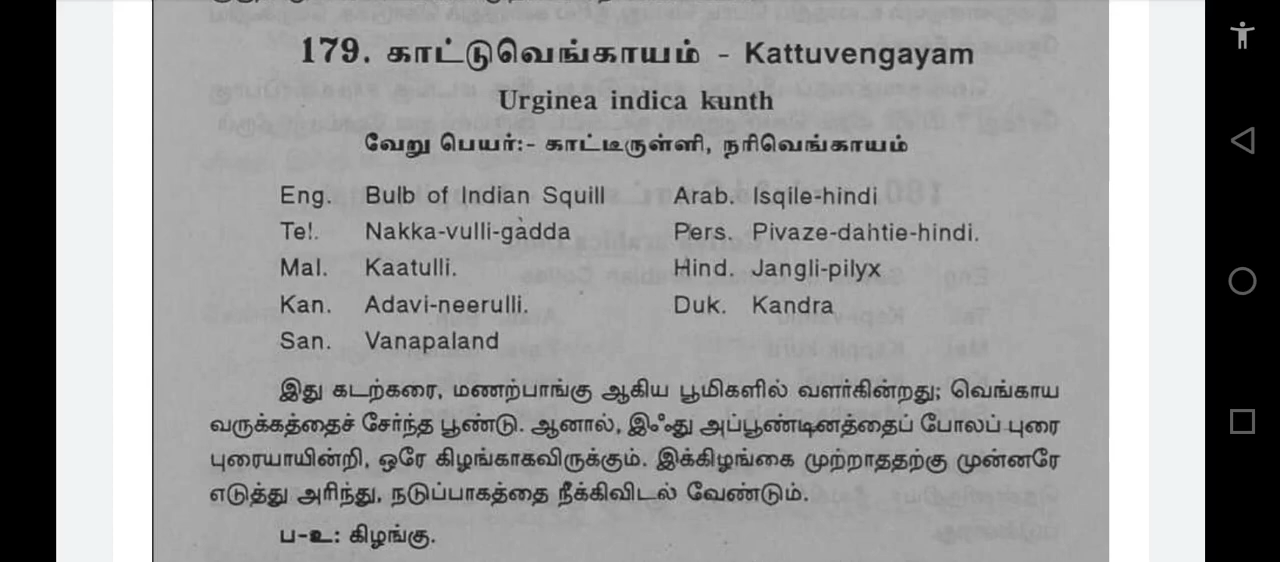 179. காட்டுவெங்காயம் - Kattuvengayam
Urginea indica kunth
வேறு பெயர்:- காட்டீருள்ளி, நரிவெங்காயம்
Eng. Bulb of Indian Squill Arab. Isqile-hindi
Tel. Nakka-vulli-gadda Pers. Pivaze-dahtie-hindi.
Mal. Kaatulli. Hind. Jangli-pilyx
Kan. Adavi-neerulli. Duk. Kandra
San. Vanapaland
இது கடற்கரை, மணற்பாங்கு ஆகிய பூமிகளில் வளர்கின்றது; வெங்காய
வருக்கத்தைச் சேர்ந்த பூண்டு. ஆனால், இஃது அப்பூண்டினத்தைப் போலப் புரை
புரையாயின்றி, ஒரே கிழங்காகவிருக்கும். இக்கிழங்கை முற்றாததற்கு முன்னரே
எடுத்து அரிந்து, நடுப்பாகத்தை நீக்கிவிடல் வேண்டும்.
ப-உ: கிழங்கு.